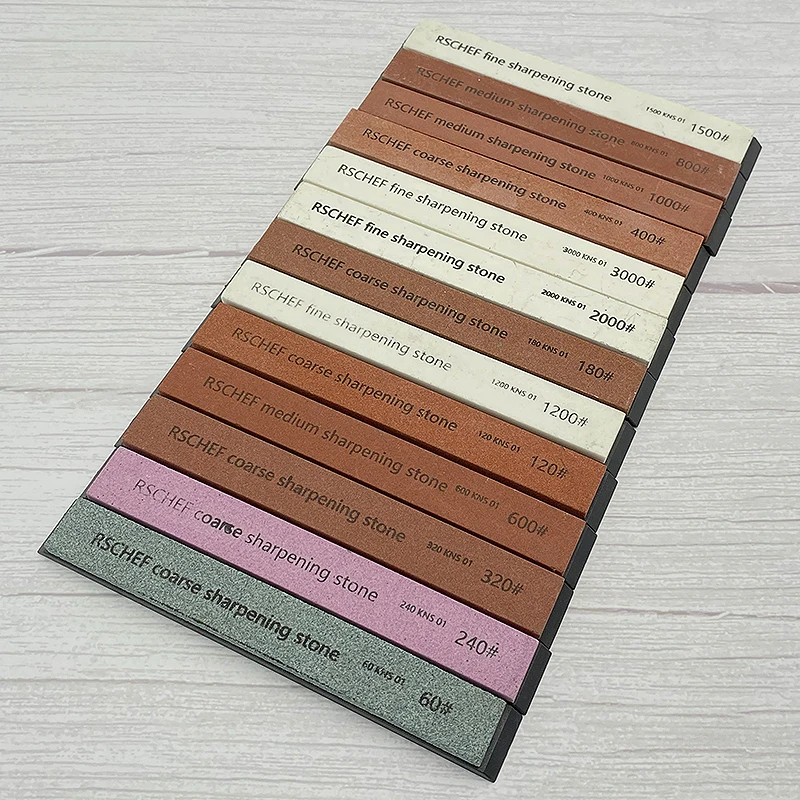 RSCHEF fine sharpening stone 1500 KNS 01 1500#
RSCHEF medium sharpening stone 800 KNS 01 800#
RSCHEF medium sharpening stone 1000 KNS 01 1000#
RSCHEF coarse sharpening stone 400 KNS 01 400#
RSCHEF fine sharpening stone 3000 KNS 01 3000#
RSCHEF fine sharpening stone 2000 KNS 01 2000#
RSCHEF coarse sharpening stone 180 KNS 01 180#
RSCHEF fine sharpening stone 1200 KNS 01 1200#
RSCHEF coarse sharpening stone 120 KNS 01 120#
RSCHEF medium sharpening stone 600 KNS 01 600#
RSCHEF coarse sharpening stone 320 KNS 01 320#
RSCHEF coarse sharpening stone 240 KNS 01 240#
RSCHEF coarse sharpening stone 60 KNS 01 60#